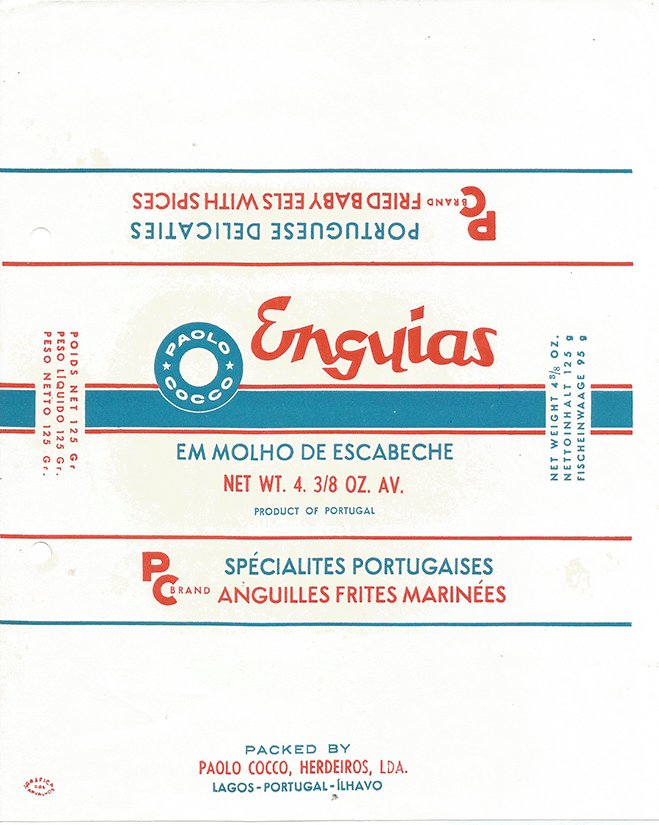 PORTUGUESE DELICATIES
PC BRAND FRIED BABY EELS WITH SPICES
PAOLO COCCO
Enguias
POIDS NET 125 Gr
PESO LÍQUIDO 125 Gr.
PESO NETTO 125 Gr.
NET WEIGHT 4 3/8 OZ.
NETTOINHALT 125 g
FISCHEINWAAGE 95 g
EM MOLHO DE ESCABECHE
NET WT. 4. 3/8 OZ. AV.
PRODUCT OF PORTUGAL
SPÉCIALITES PORTUGAISES
PC BRAND ANGUILLES FRITES MARINÉES
PACKED BY
PAOLO COCCO, HERDEIROS, LDA.
LAGOS - PORTUGAL - ÍLHAVO